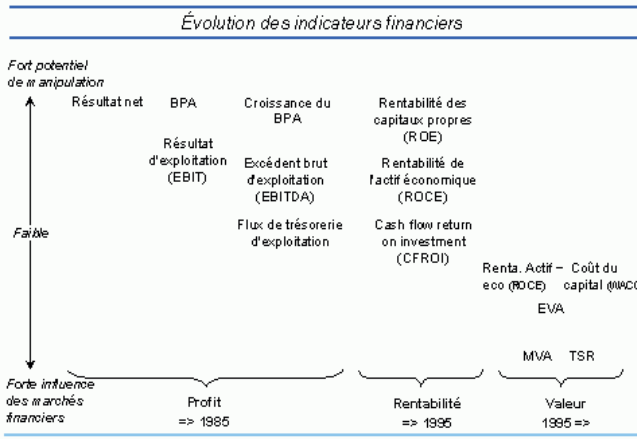 Évolution des indicateurs financiers
Fort potentiel
de manipulation
Résultat net
BPA
Croissance du
BPA
Rentabilité des
capitaux propres
(ROE)
Résultat
d'exploitation
(EBIT)
Excédent brut
d'exploitation
(EBITDA)
Rentabilité de
l'actif économique
(ROCE)
Faible
Flux de trésorerie
d'exploitation
Cash flow return
on investment
(CFROI)
Renta. Actif – Coût du
eco (ROCE) capital (WACC
EVA
MVA TSR
Forte influence
des marchés
financiers
Profit
=> 1985
Rentabilité
=> 1995
Valeur
1995 =>